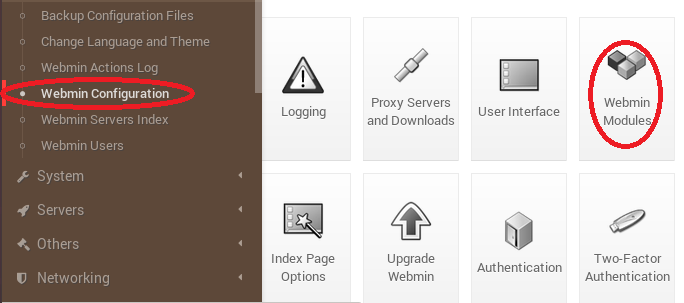 Backup Configuration Files
Change Language and Theme
Webmin Actions Log
Webmin Configuration
Webmin Servers Index
Webmin Users
System
Servers
Others
Networking
Logging
Proxy Servers
and Downloads
User Interface
Webmin
Modules
Index Page
Options
Upgrade
Webmin
Authentication
Two-Factor
Authentication